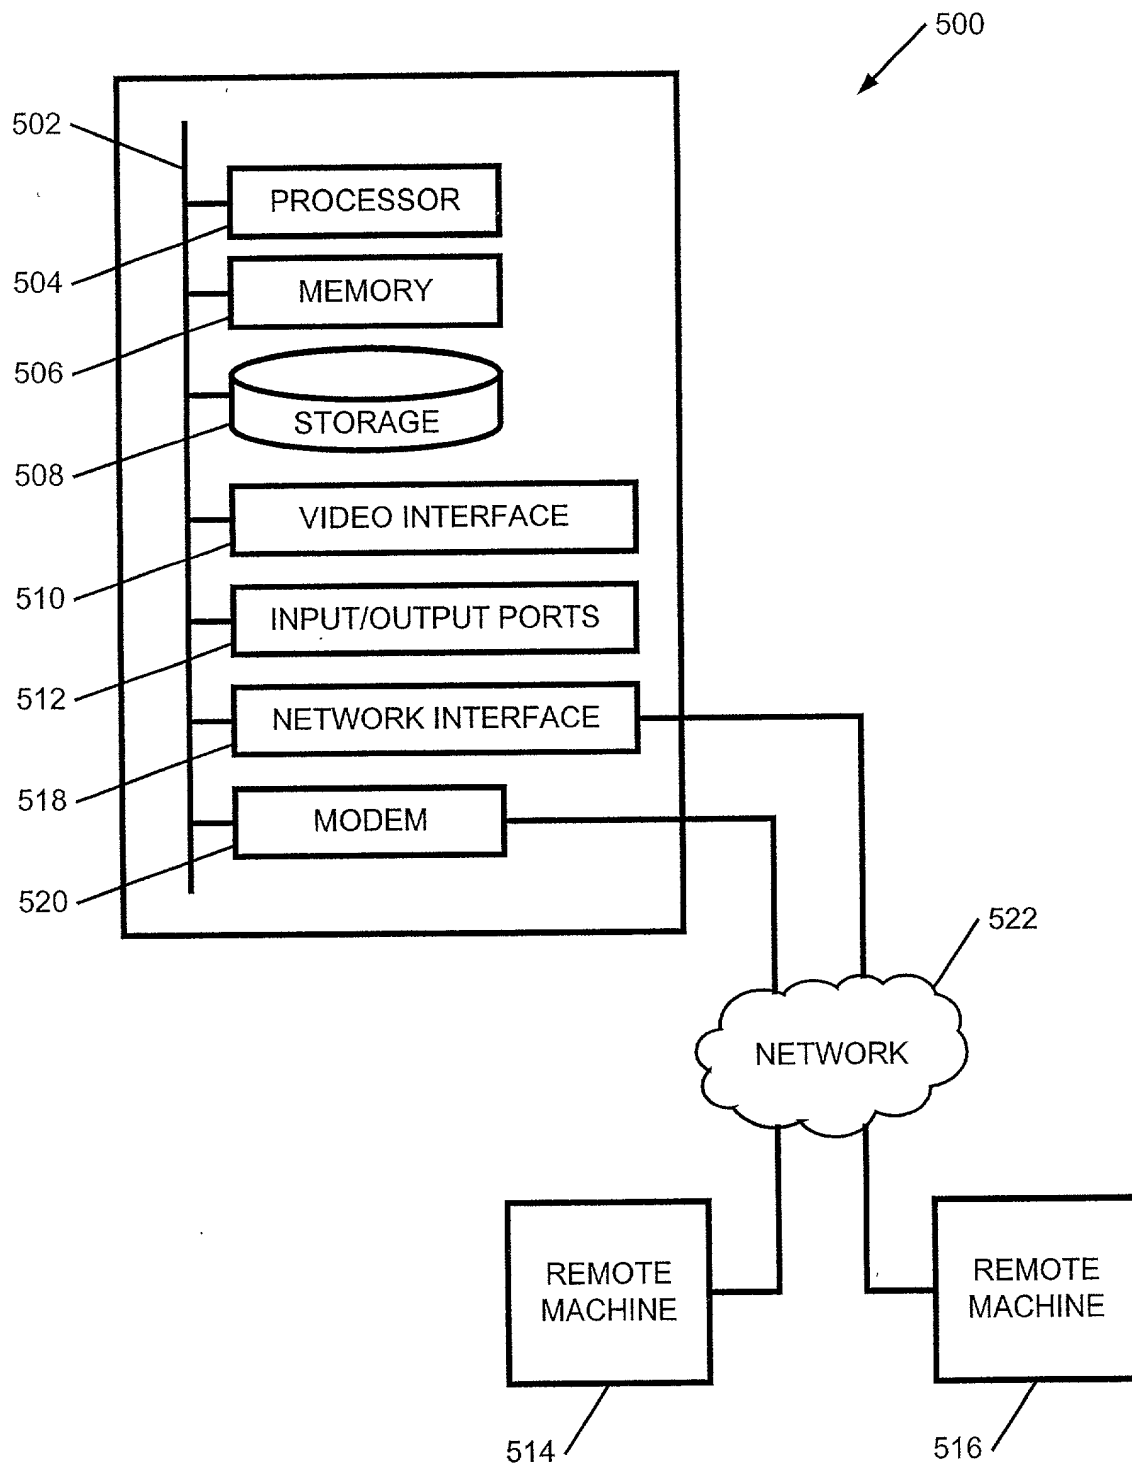 500
502
PROCESSOR
504
MEMORY
506
STORAGE
508
VIDEO INTERFACE
510
INPUT/OUTPUT PORTS
512
NETWORK INTERFACE
518
MODEM
520
522
NETWORK
REMOTE
MACHINE
REMOTE
MACHINE
514
516